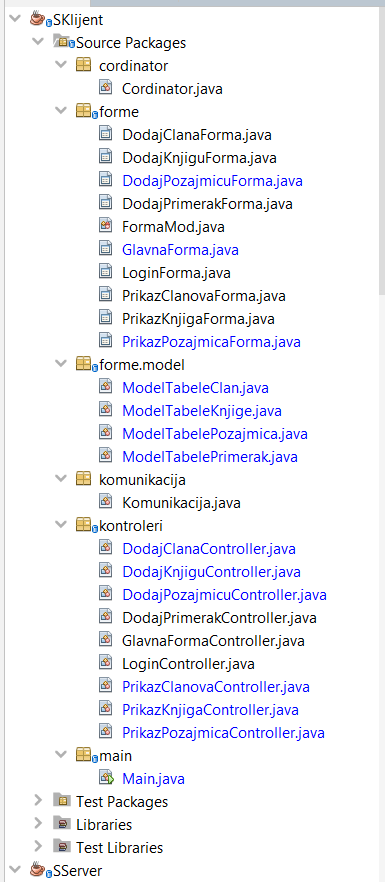 SKlijent
Source Packages
cordinator
Cordinator.java
forme
DodajClanaForma.java
DodajKnjiguForma.java
DodajPozajmicuForma.java
DodajPrimerakForma.java
FormaMod.java
GlavnaForma.java
LoginForma.java
PrikazClanovaForma.java
PrikazKnjigaForma.java
PrikazPozajmicaForma.java
forme.model
ModelTabeleClan.java
ModelTabeleKnjige.java
ModelTabelePozajmica.java
ModelTabelePrimerak.java
komunikacija
Komunikacija.java
kontroleri
DodajClanaController.java
DodajKnjiguController.java
DodajPozajmicuController.java
DodajPrimerakController.java
GlavnaFormaController.java
LoginController.java
PrikazClanovaController.java
PrikazKnjigaController.java
PrikazPozajmicaController.java
main
Main.java
Test Packages
Libraries
Test Libraries
SServer